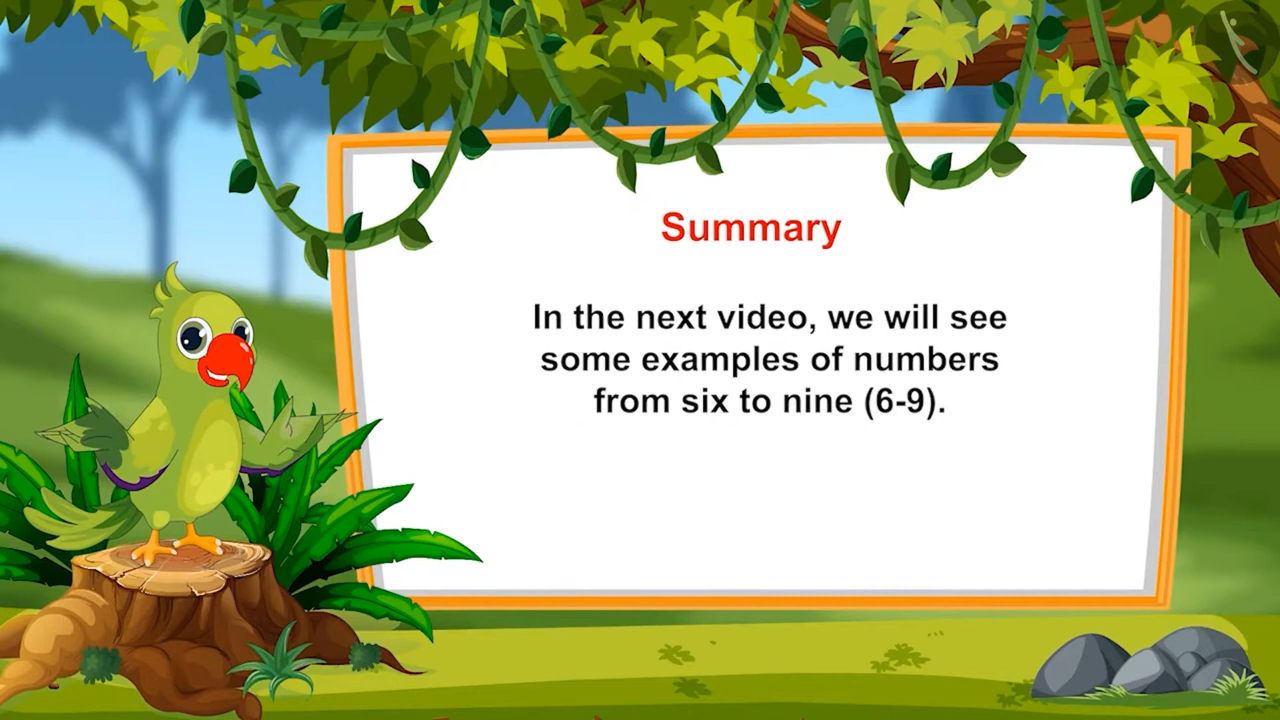 Summary
In the next video, we will see
some examples of numbers
from six to nine (6-9).